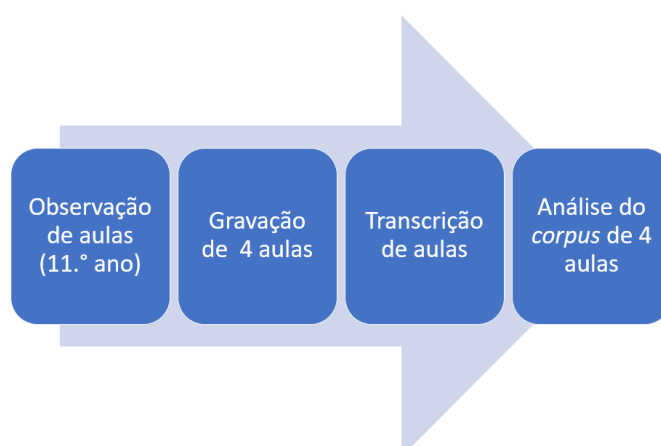 Observação
de aulas
(11.° ano)
Gravação
de 4 aulas
Transcrição
de aulas
Análise do
corpus de 4
aulas